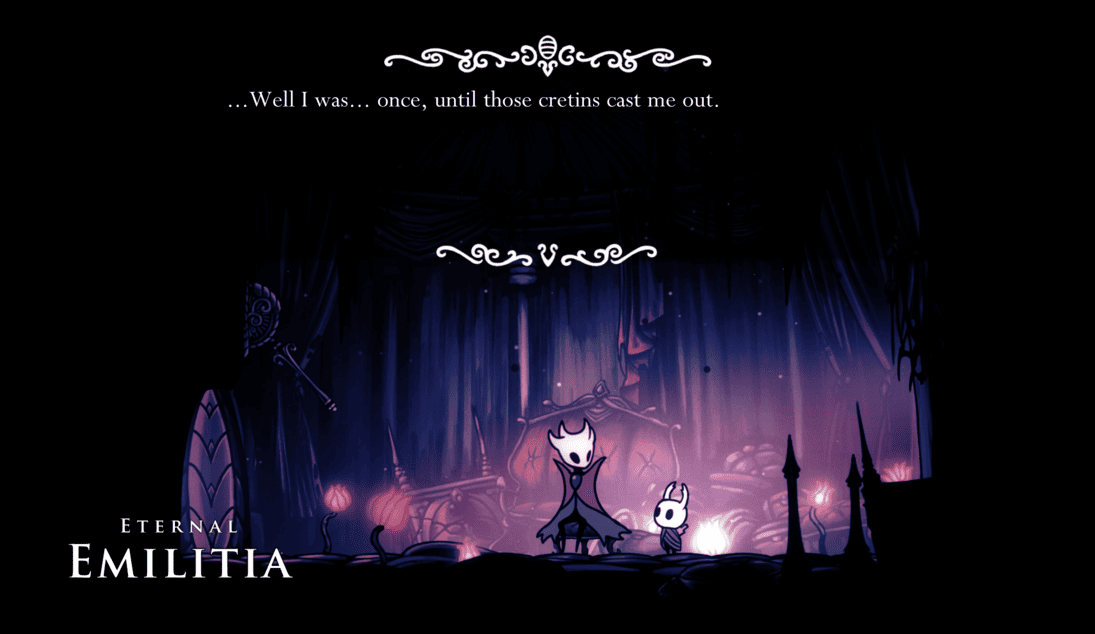 ...Well I was... once, until those cretins cast me out.
Eternal
Emilitia